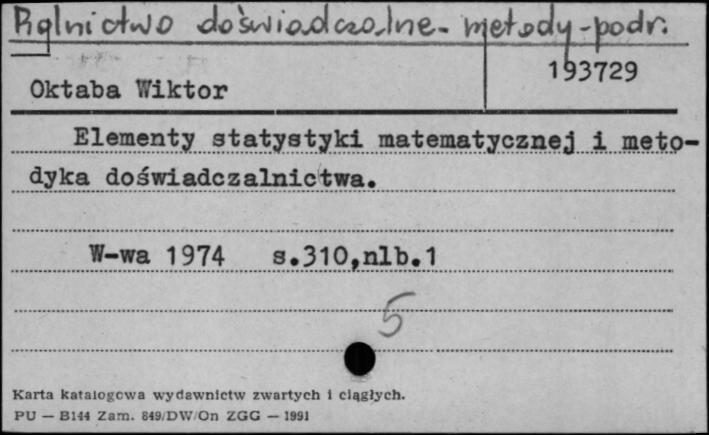 Rolnictwo doświadczalne - metody - podr.
193729
Oktaba Wiktor
Elementy statystyki matematycznej i meto-
dyka doświadczalnictwa.
W-wa 1974 s.310,nlb.1
5
Karta katalogowa wydawnictw zwartych i ciągłych.
PU — B144 Zam. 849/DW/On ZGG — 1991